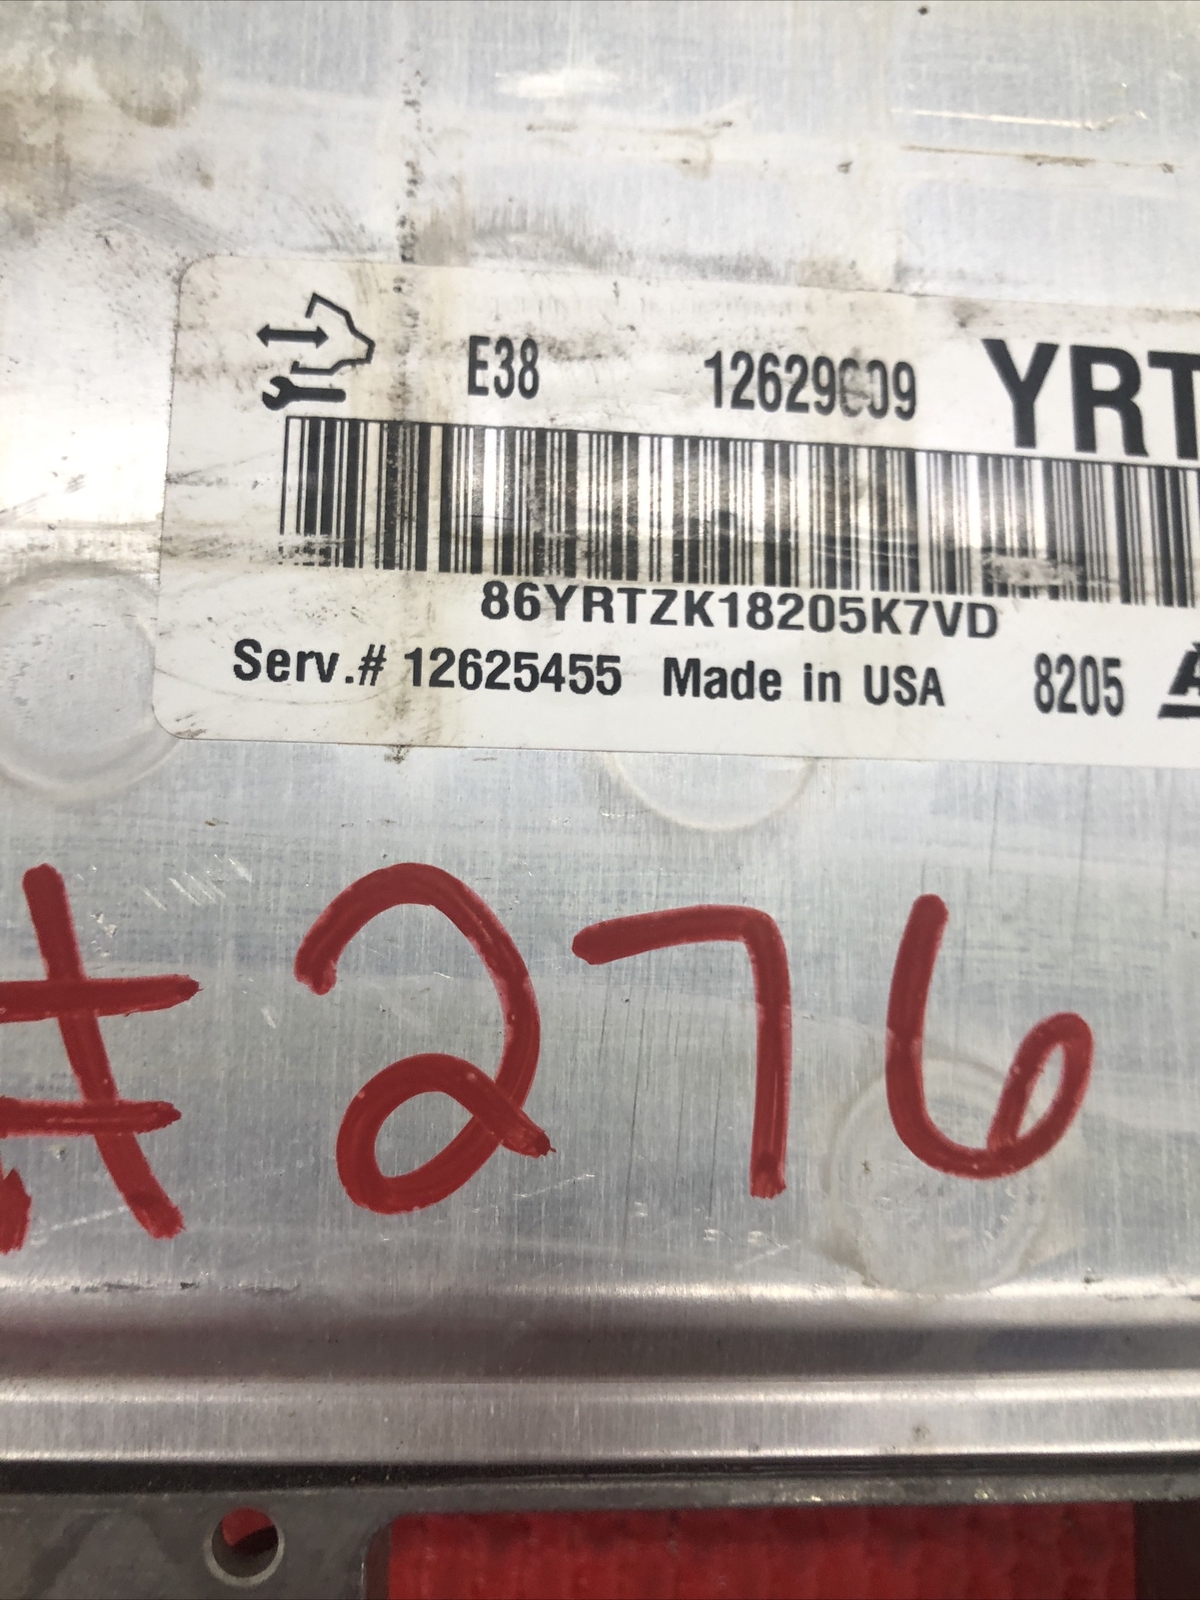 E38 YRT
86YRTZK18205K7VD
Serv.# 12625455 Made in USA 8205
#276